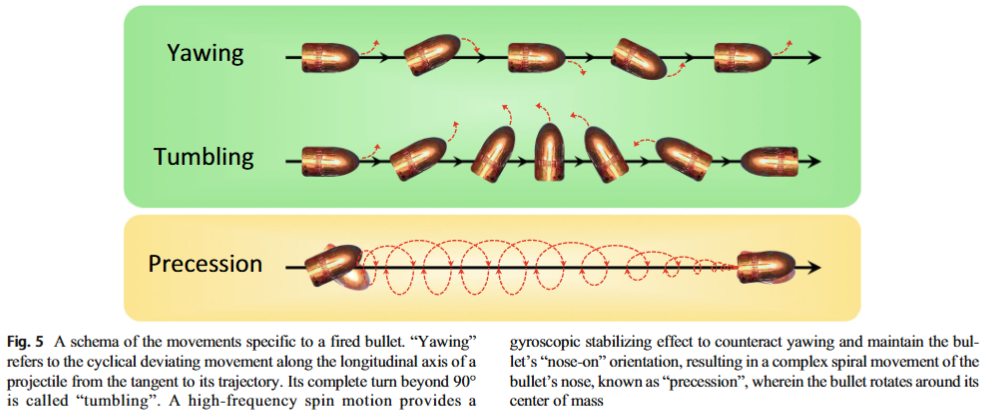 Yawing
Tumbling
Precession
Fig. 5 A schema of the movements specific to a fired bullet. “Yawing”
refers to the cyclical deviating movement along the longitudinal axis of a
projectile from the tangent to its trajectory. Its complete turn beyond 90°
is called “tumbling”. A high-frequency spin motion provides a
gyroscopic stabilizing effect to counteract yawing and maintain the bul-
let’s “nose-on” orientation, resulting in a complex spiral movement of the
bullet’s nose, known as “precession”, wherein the bullet rotates around its
center of mass